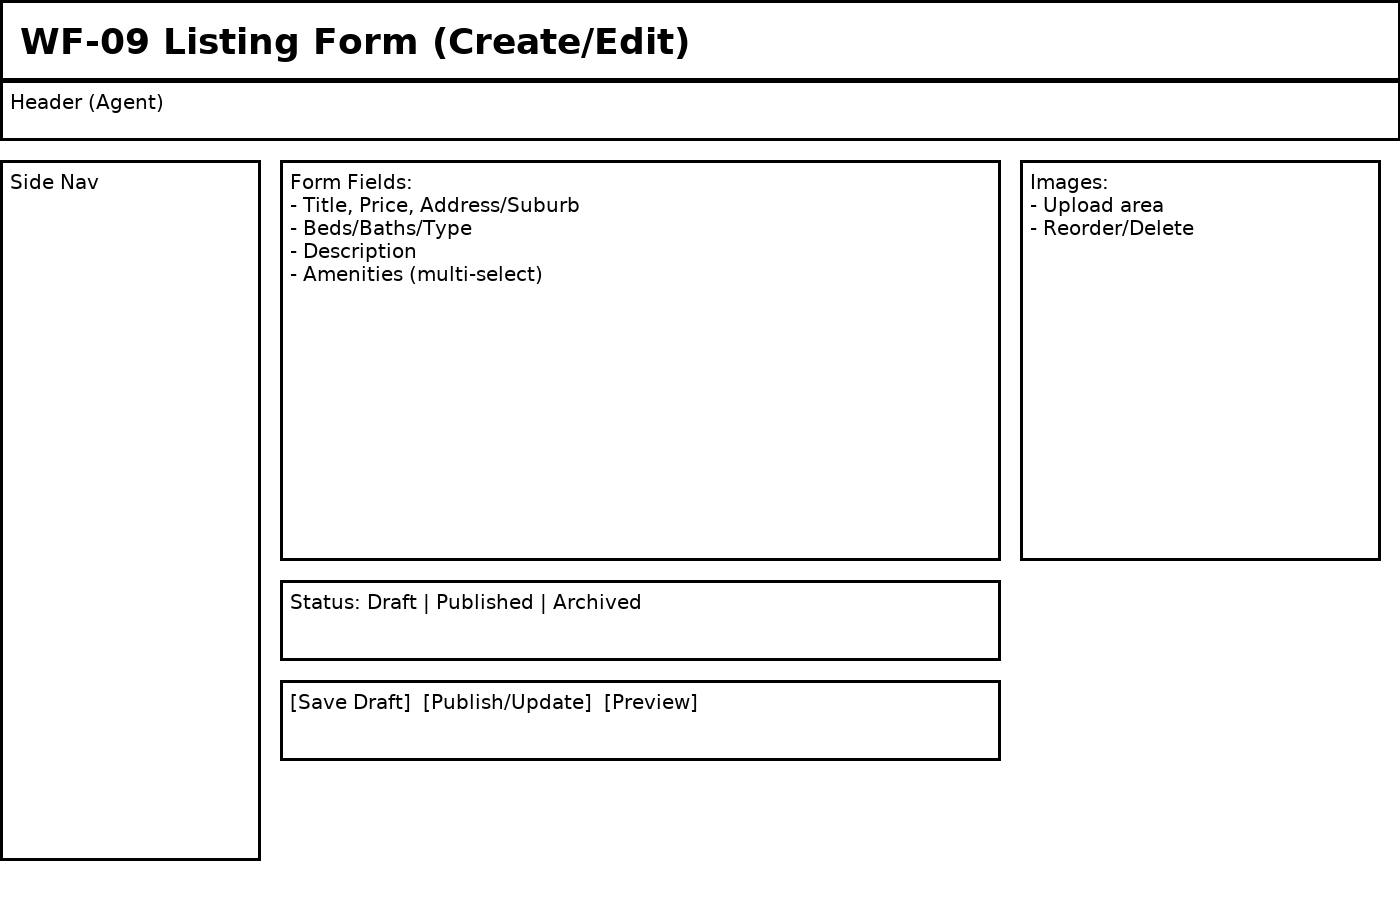 WF-09 Listing Form (Create/Edit)
Header (Agent)
Side Nav
Form Fields:
- Title, Price, Address/Suburb
- Beds/Baths/Type
- Description
- Amenities (multi-select)
Images:
- Upload area
- Reorder/Delete
Status: Draft | Published | Archived
[Save Draft]  [Publish/Update]  [Preview]